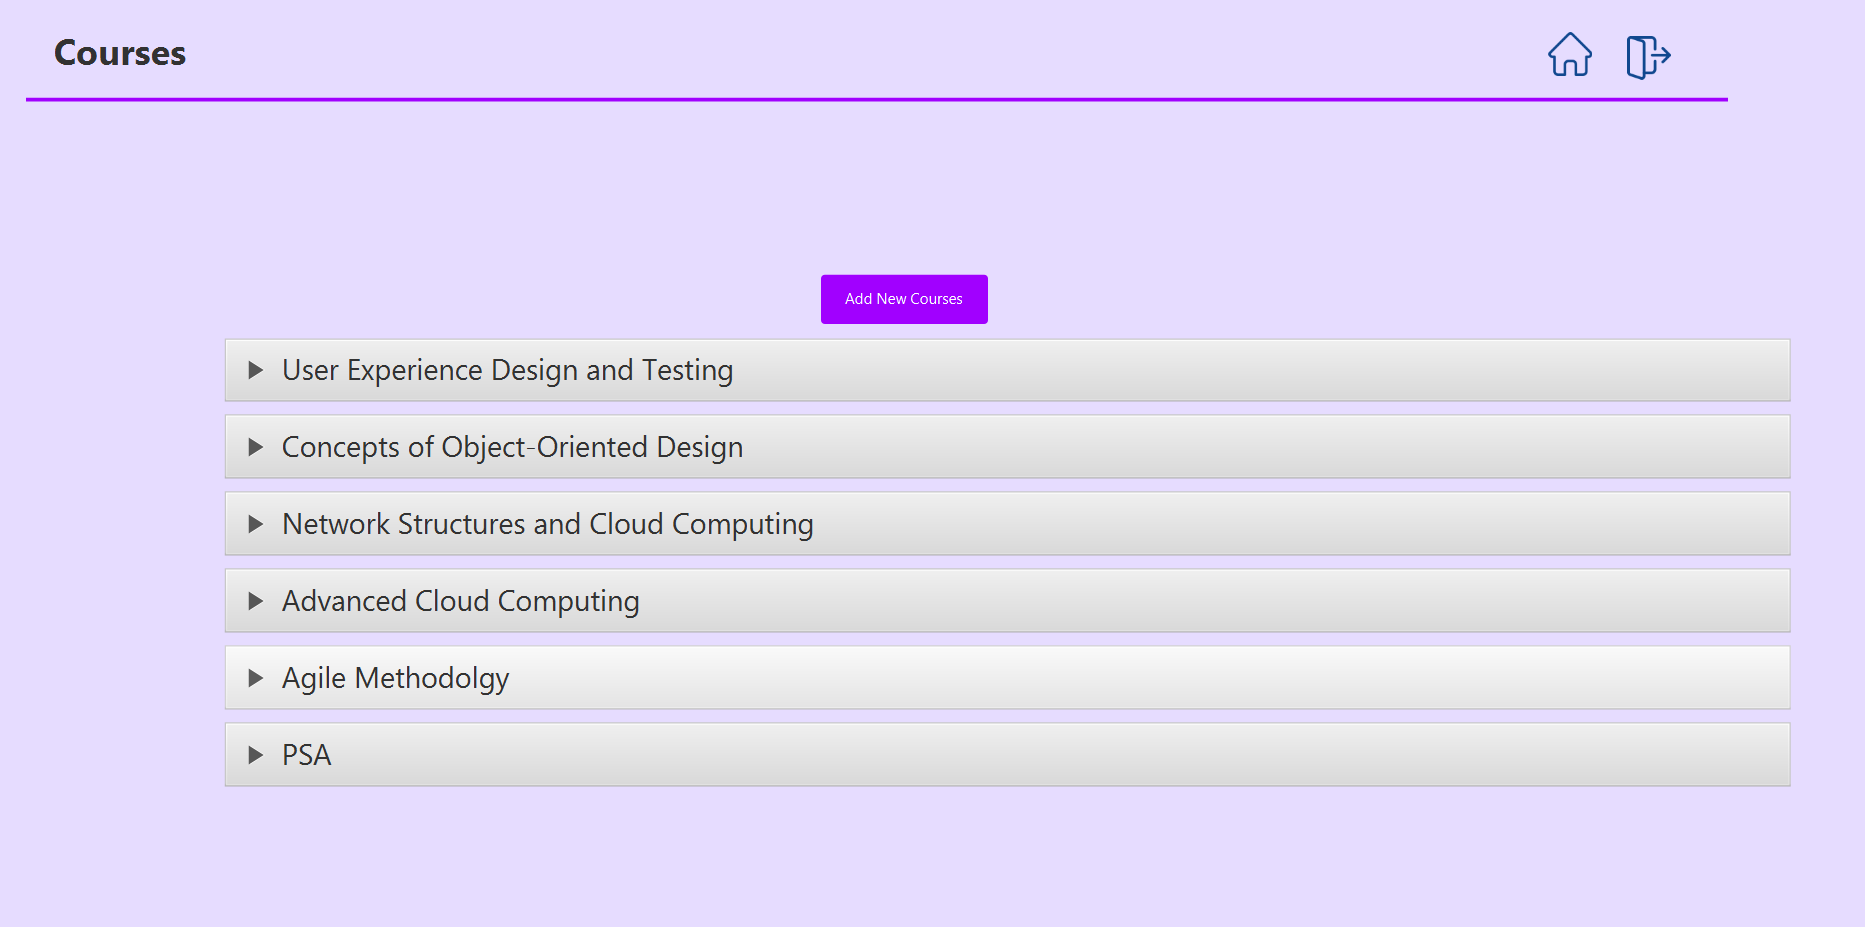 Courses
Add New Courses
User Experience Design and Testing
Concepts of Object-Oriented Design
Network Structures and Cloud Computing
Advanced Cloud Computing
Agile Methodolgy
PSA